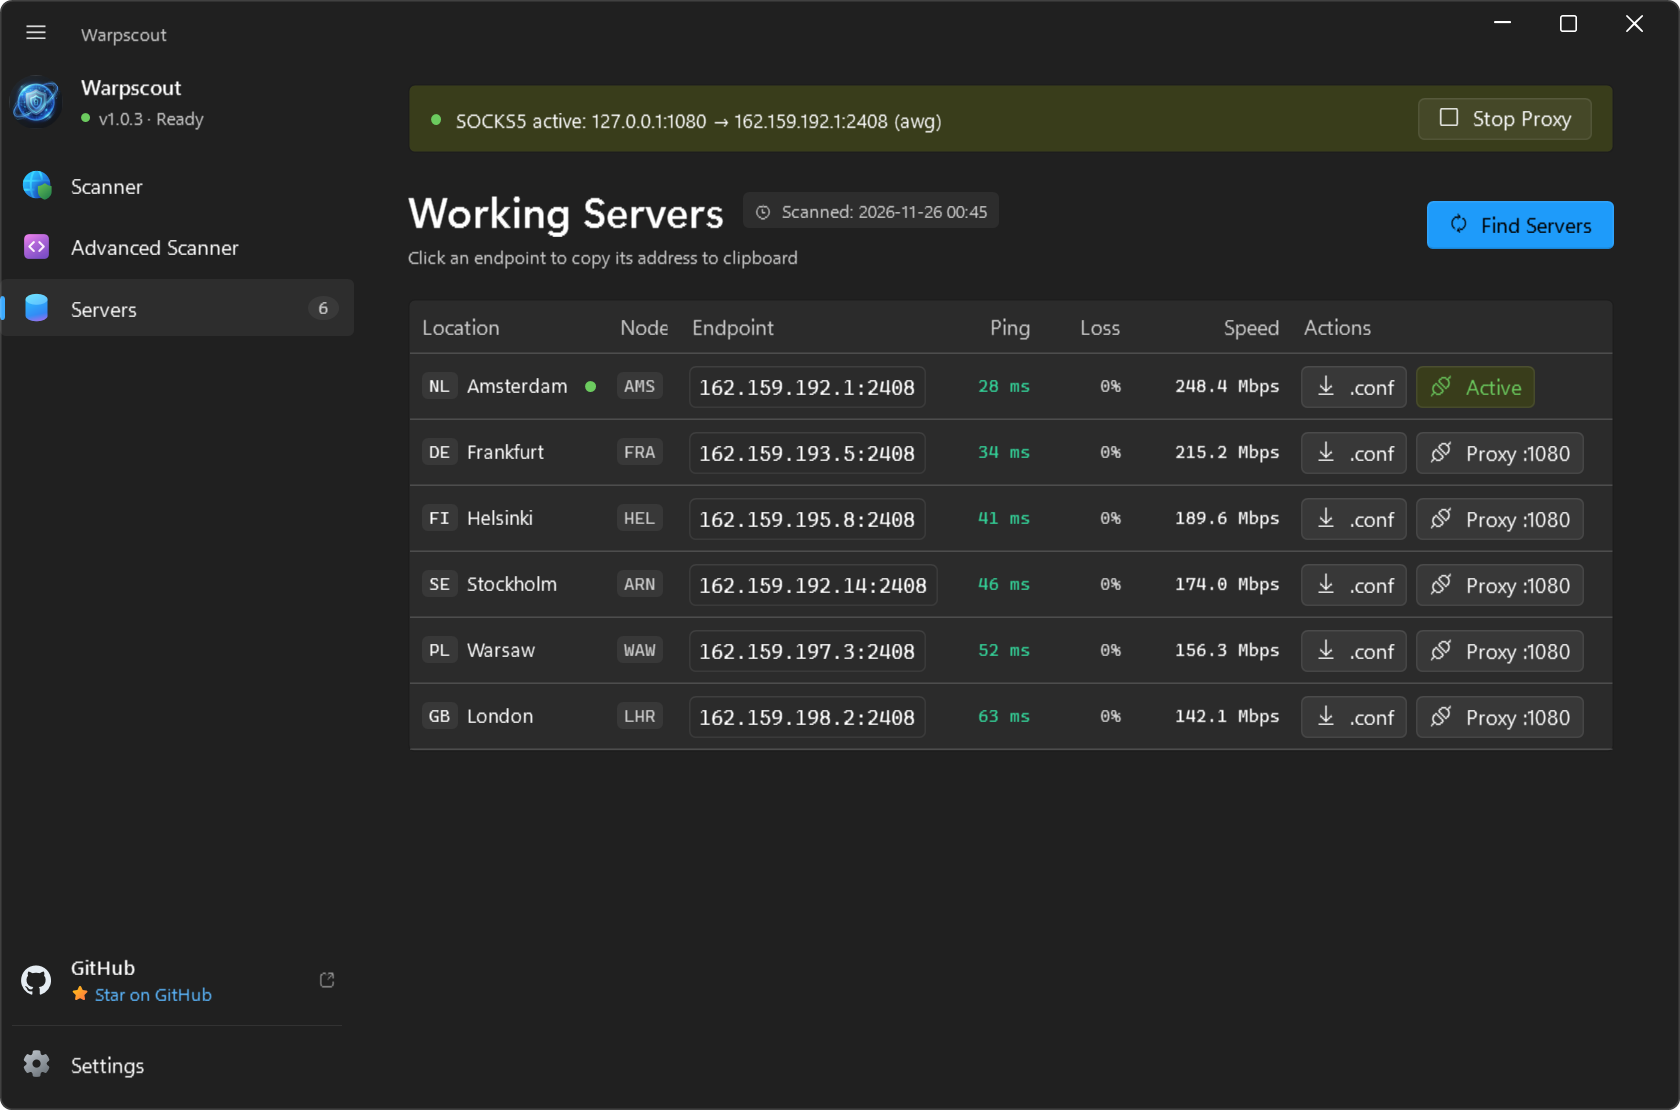 Warpscout
Warpscout
v1.0.3 · Ready
Scanner
Advanced Scanner
Servers 6
GitHub
Star on GitHub
Settings
SOCKS5 active: 127.0.0.1:1080 → 162.159.192.1:2408 (awg)
Stop Proxy
Working Servers
Scanned: 2026-11-26 00:45
Click an endpoint to copy its address to clipboard
Find Servers
Location Node Endpoint Ping Loss Speed Actions
NL Amsterdam AMS 162.159.192.1:2408 28 ms 0% 248.4 Mbps .conf Active
DE Frankfurt FRA 162.159.193.5:2408 34 ms 0% 215.2 Mbps .conf Proxy :1080
FI Helsinki HEL 162.159.195.8:2408 41 ms 0% 189.6 Mbps .conf Proxy :1080
SE Stockholm ARN 162.159.192.14:2408 46 ms 0% 174.0 Mbps .conf Proxy :1080
PL Warsaw WAW 162.159.197.3:2408 52 ms 0% 156.3 Mbps .conf Proxy :1080
GB London LHR 162.159.198.2:2408 63 ms 0% 142.1 Mbps .conf Proxy :1080